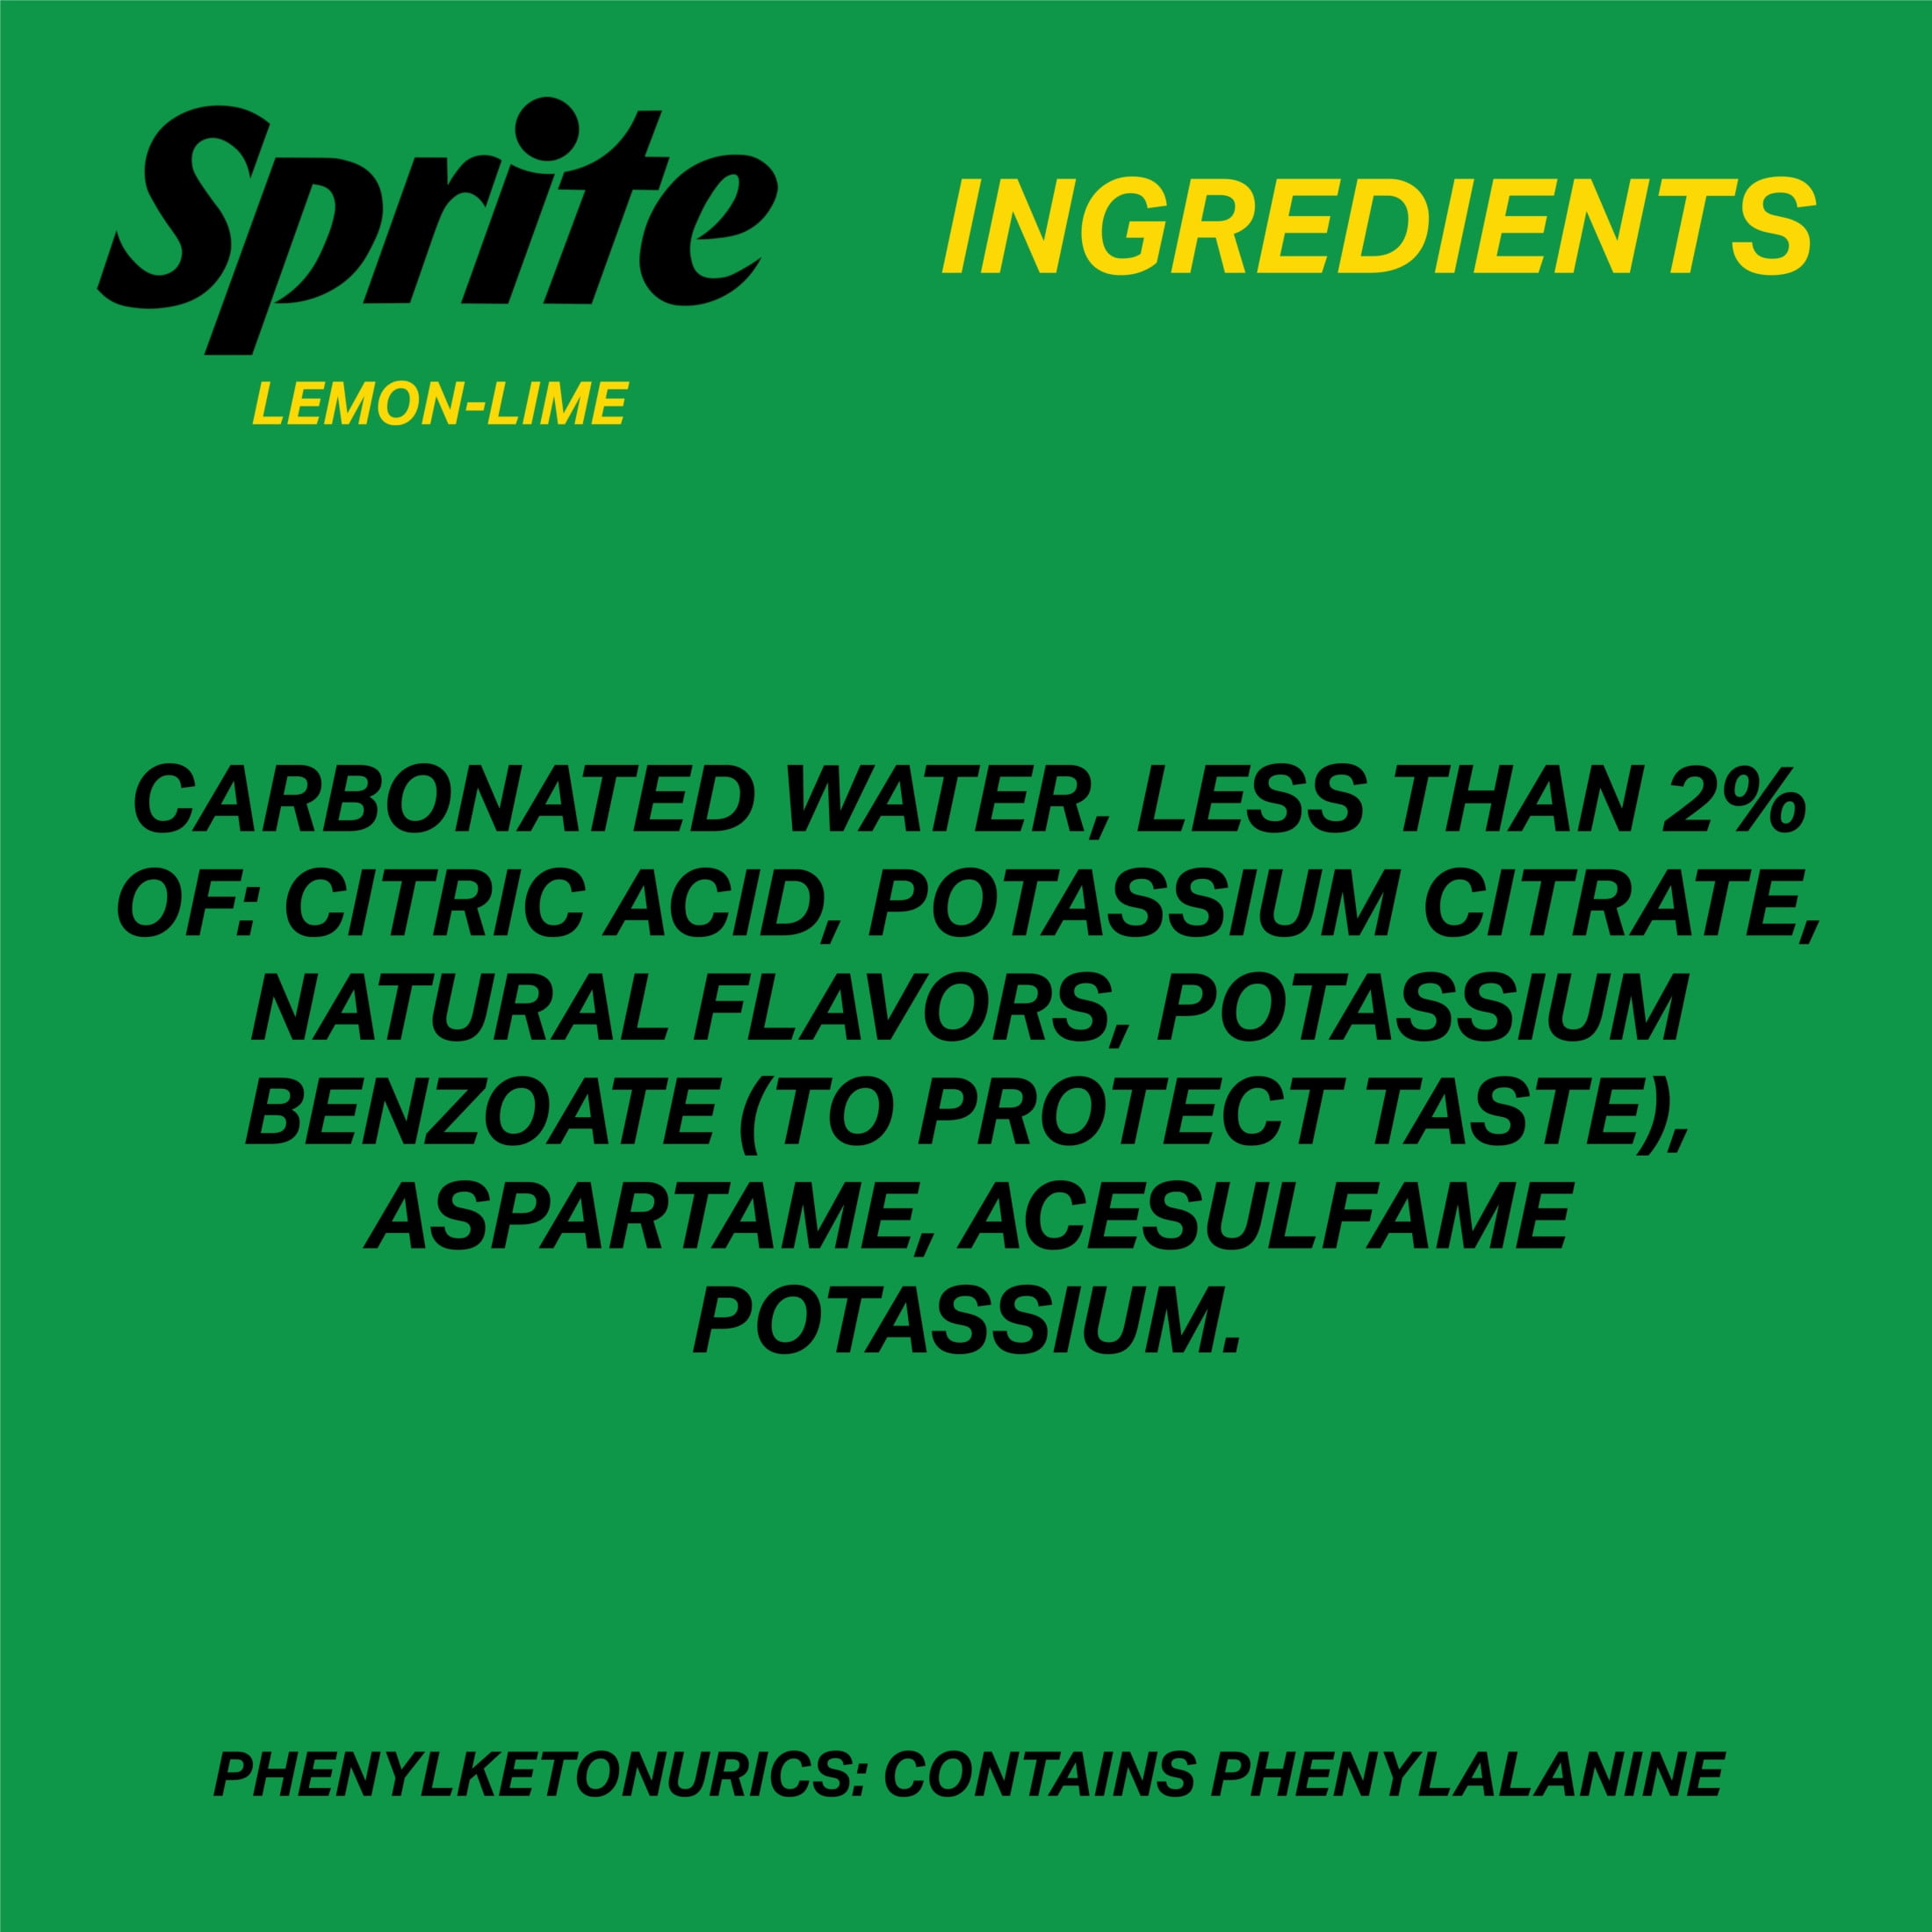 Sprite
LEMON-LIME
INGREDIENTS
CARBONATED WATER, LESS THAN 2%
OF: CITRIC ACID, POTASSIUM CITRATE,
NATURAL FLAVORS, POTASSIUM
BENZOATE (TO PROTECT TASTE),
ASPARTAME, ACESULFAME
POTASSIUM.
PHENYLKETONURICS: CONTAINS PHENYLALANINE